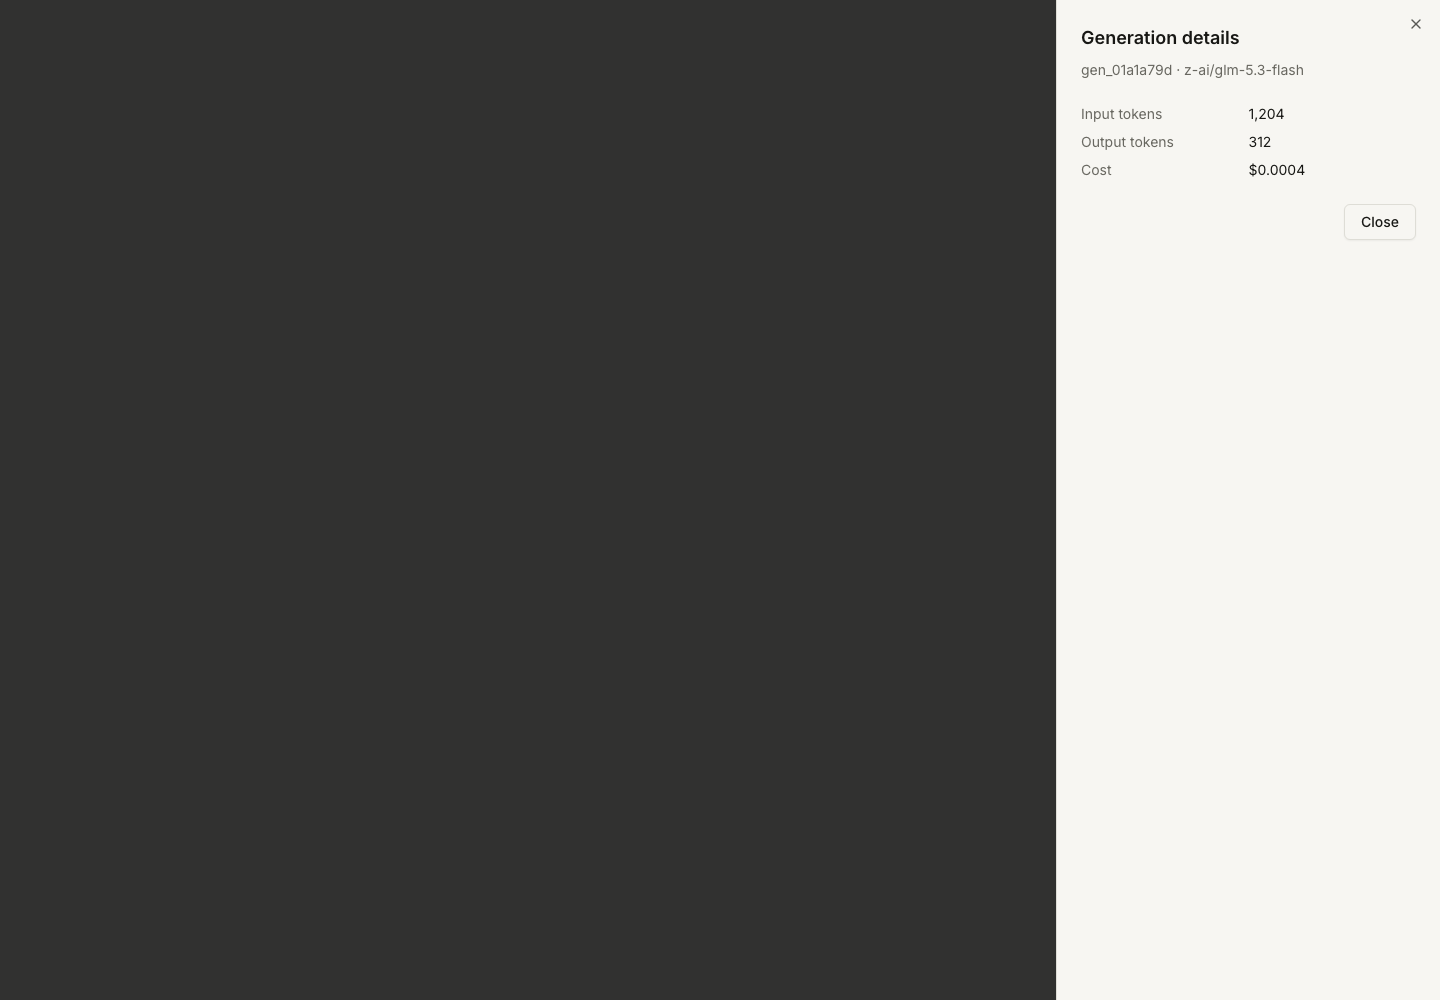 Generation details
gen_01a1a79d · z-ai/glm-5.3-flash
Input tokens 1,204
Output tokens 312
Cost $0.0004
Close